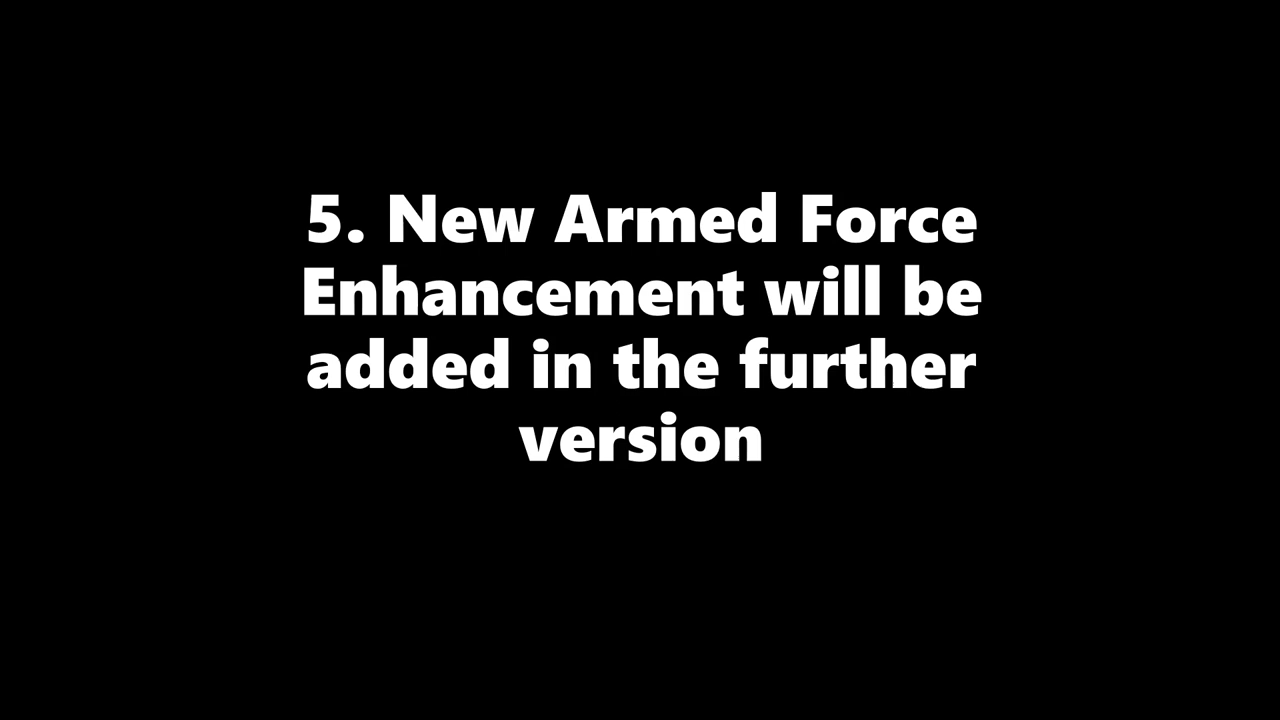 5. New Armed Force
Enhancement will be
added in the further
version